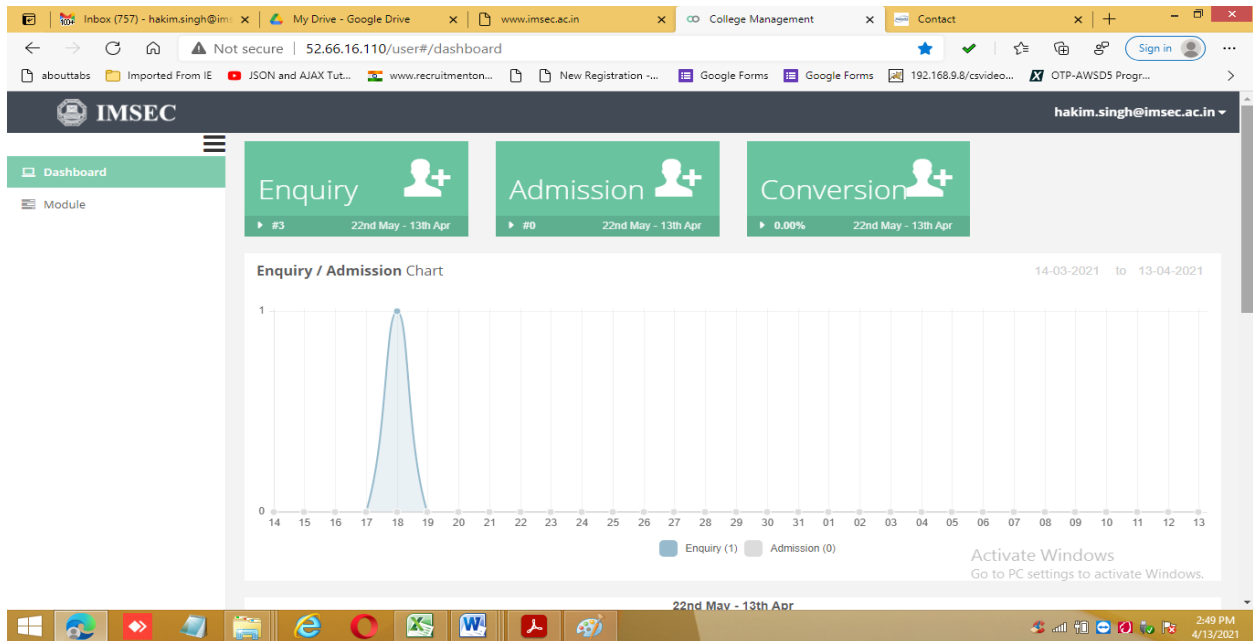 Inbox (757) - hakim.singh@ims
My Drive - Google Drive
www.imsec.ac.in
College Management
Contact
Not secure | 52.66.16.110/user#/dashboard
Sign in
abouttabs
Imported From IE
JSON and AJAX Tut...
www.recruitmenton...
New Registration -...
Google Forms
Google Forms
192.168.9.8/csvideo...
OTP-AWSD5 Progr...
IMSEC
hakim.singh@imsec.ac.in
Dashboard
Module
Enquiry
#3 22nd May - 13th Apr
Admission
#0 22nd May - 13th Apr
Conversion
0.00% 22nd May - 13th Apr
Enquiry / Admission Chart
14-03-2021 to 13-04-2021
1
0
14 15 16 17 18 19 20 21 22 23 24 25 26 27 28 29 30 31 01 02 03 04 05 06 07 08 09 10 11 12 13
Enquiry (1) Admission (0)
Activate Windows
Go to PC settings to activate Windows.
22nd May - 13th Apr
2:49 PM
4/13/2021